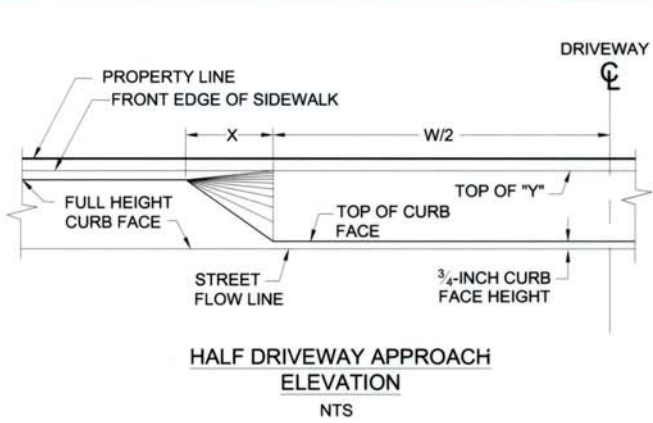 DRIVEWAY
℄
PROPERTY LINE
FRONT EDGE OF SIDEWALK
X
W/2
FULL HEIGHT
CURB FACE
TOP OF CURB
FACE
TOP OF "Y"
STREET
FLOW LINE
¾-INCH CURB
FACE HEIGHT
HALF DRIVEWAY APPROACH
ELEVATION
NTS